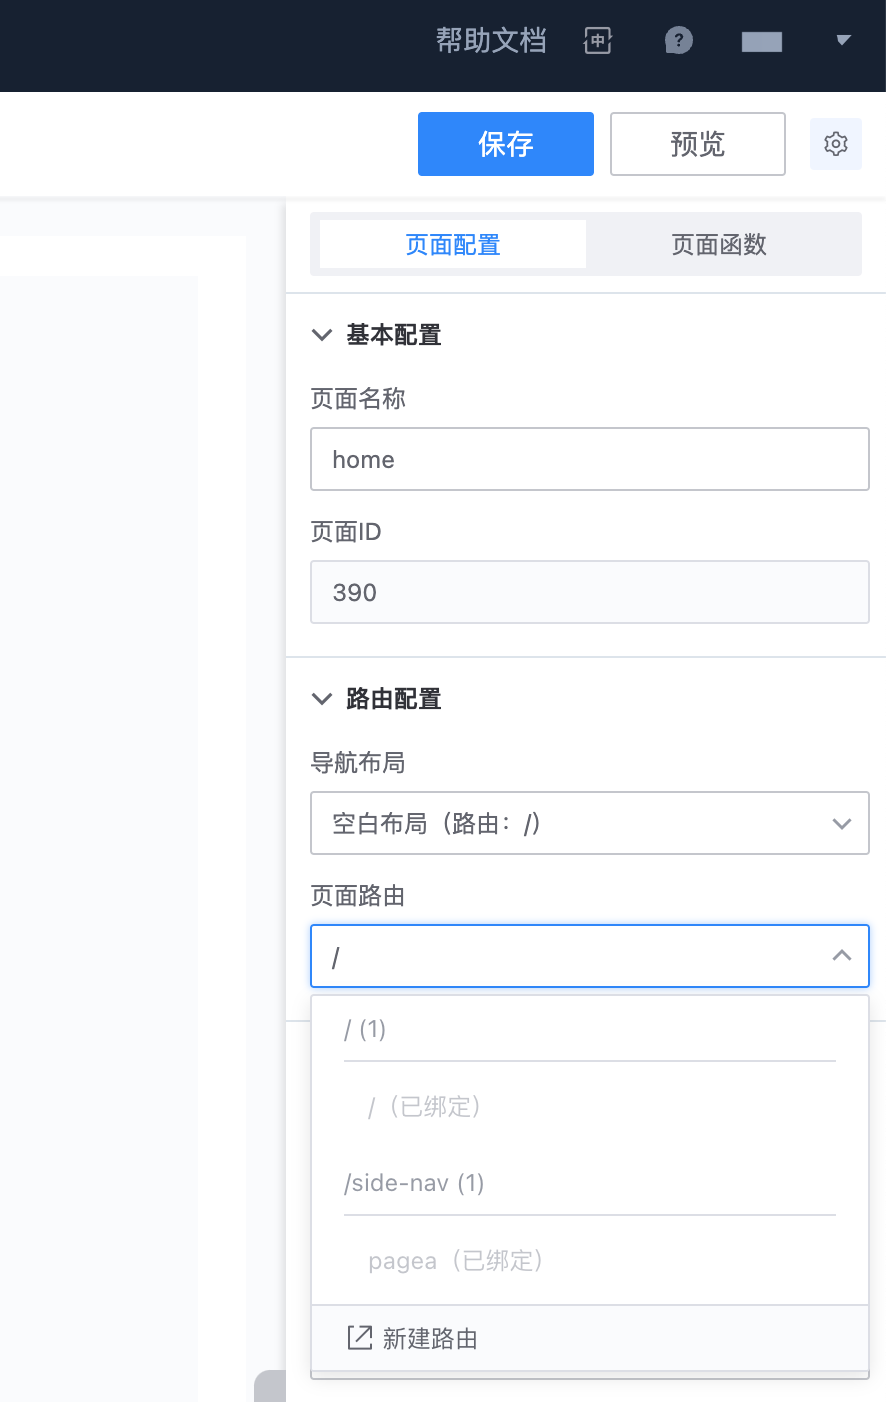 帮助文档
保存
预览
页面配置
页面函数
基本配置
页面名称
home
页面ID
390
路由配置
导航布局
空白布局（路由：/）
页面路由
/
/ (1)
/（已绑定）
/side-nav (1)
pagea（已绑定）
新建路由